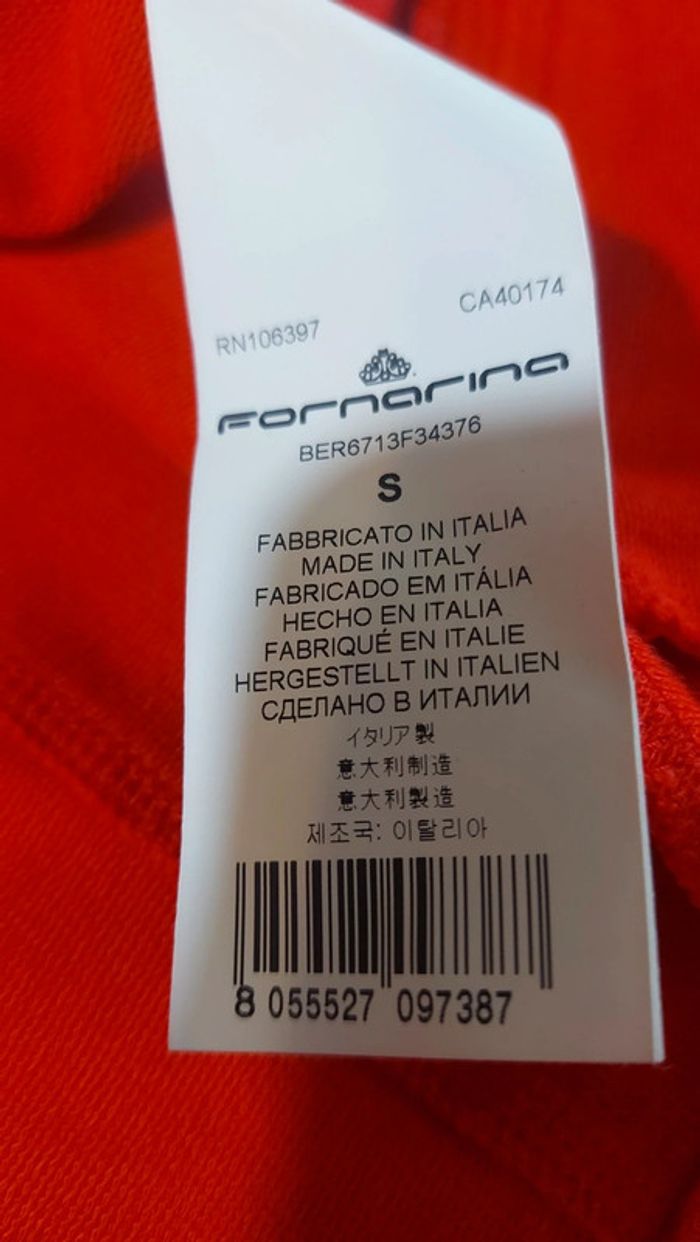 RN106397 CA40174
Fornarina
BER6713F34376
S
FABBRICATO IN ITALIA
MADE IN ITALY
FABRICADO EM ITÁLIA
HECHO EN ITALIA
FABRIQUÉ EN ITALIE
HERGESTELLT IN ITALIEN
СДЕЛАНО В ИТАЛИИ
イタリア製
意大利制造
意大利製造
제조국: 이탈리아
8 055527 097387